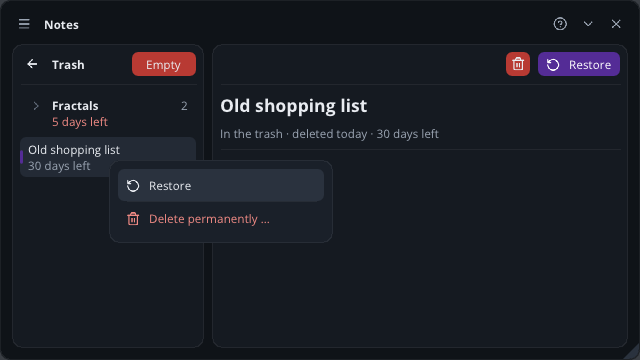 Notes
Trash
Empty
Restore
Fractals 2
5 days left
Old shopping list
30 days left
Old shopping list
In the trash · deleted today · 30 days left
Restore
Delete permanently ...